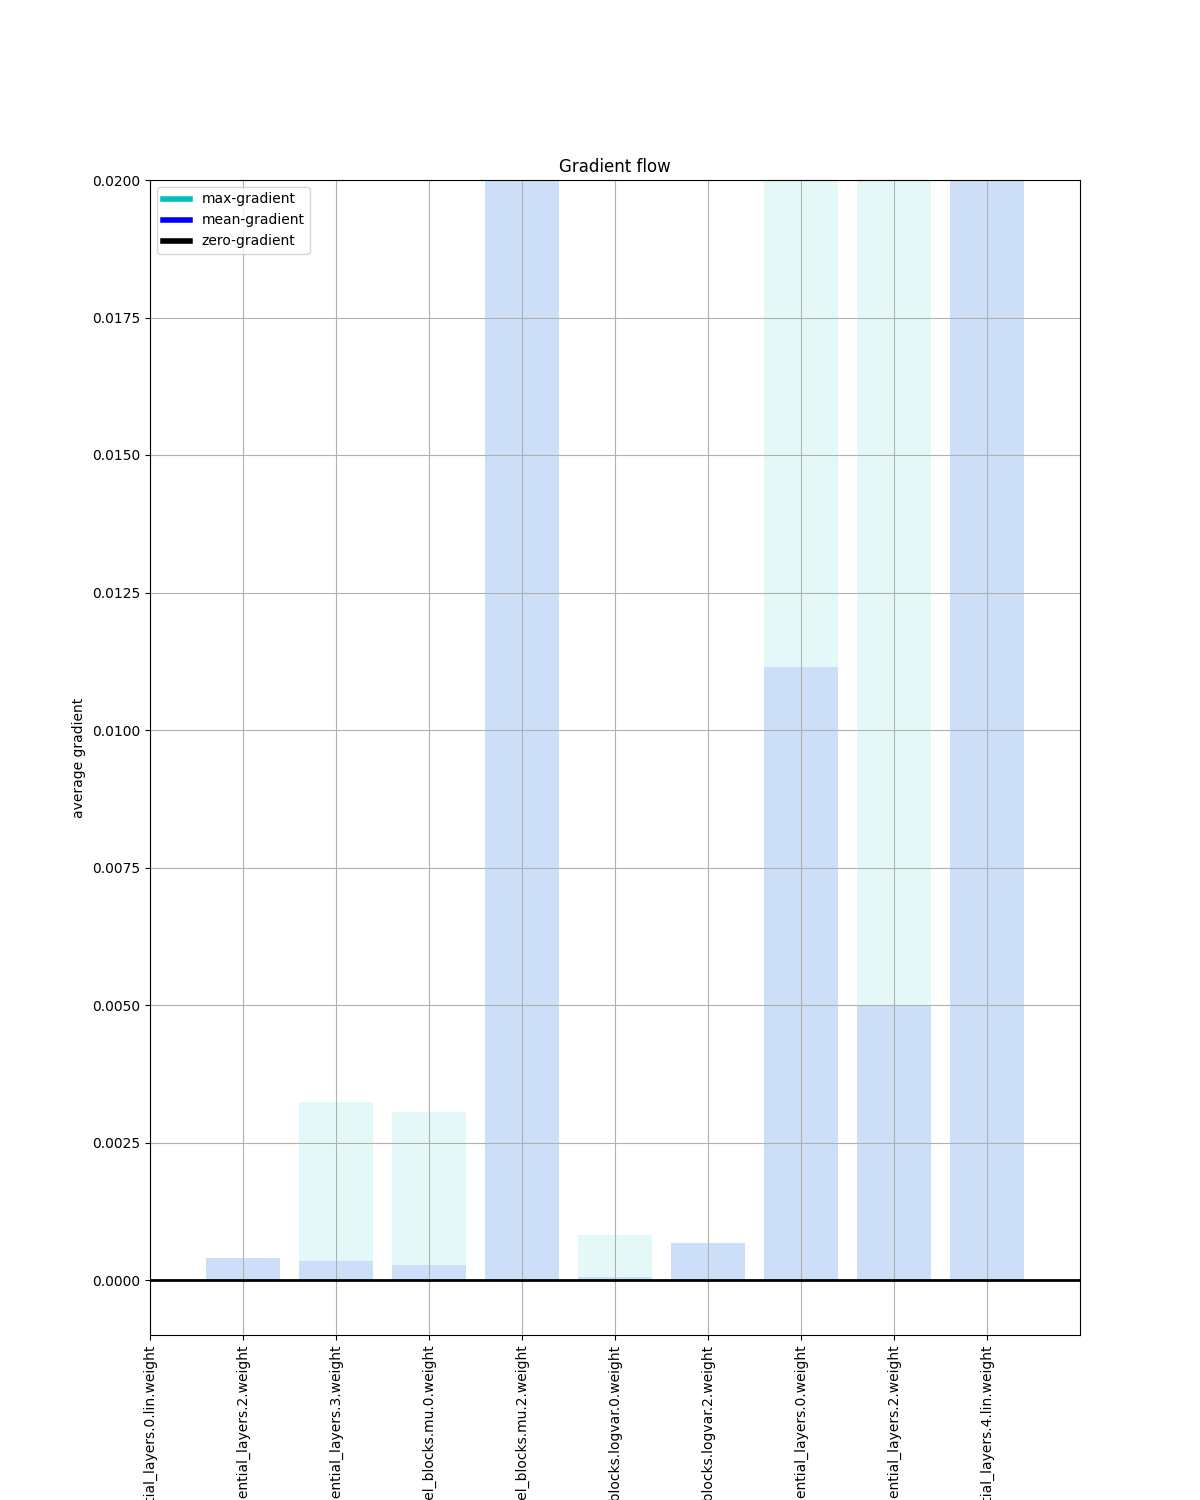 Gradient flow
max-gradient
mean-gradient
zero-gradient
0.0200
0.0175
0.0150
0.0125
0.0100
0.0075
0.0050
0.0025
0.0000
average gradient
tial_layers.0.lin.weight
ential_layers.2.weight
ential_layers.3.weight
el_blocks.mu.0.weight
el_blocks.mu.2.weight
blocks.logvar.0.weight
blocks.logvar.2.weight
ential_layers.0.weight
ential_layers.2.weight
tial_layers.4.lin.weight